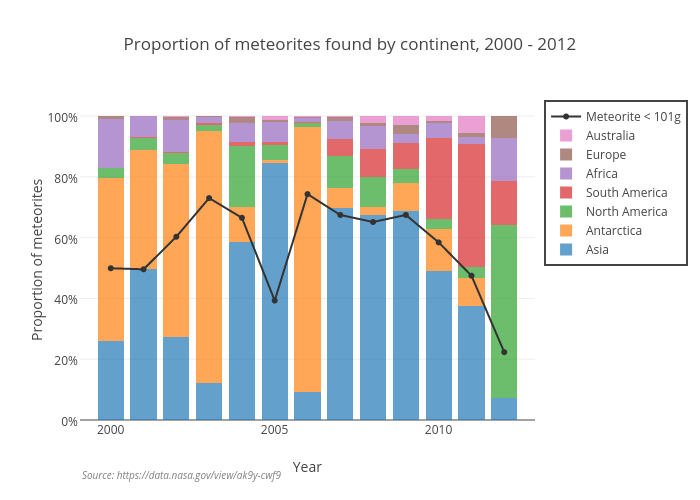 Proportion of meteorites found by continent, 2000 - 2012
Meteorite < 101g
Australia
Europe
Africa
South America
North America
Antarctica
Asia
Proportion of meteorites
100%
80%
60%
40%
20%
0%
2000
2005
2010
Year
Source: https://data.nasa.gov/view/ak9y-cwf9